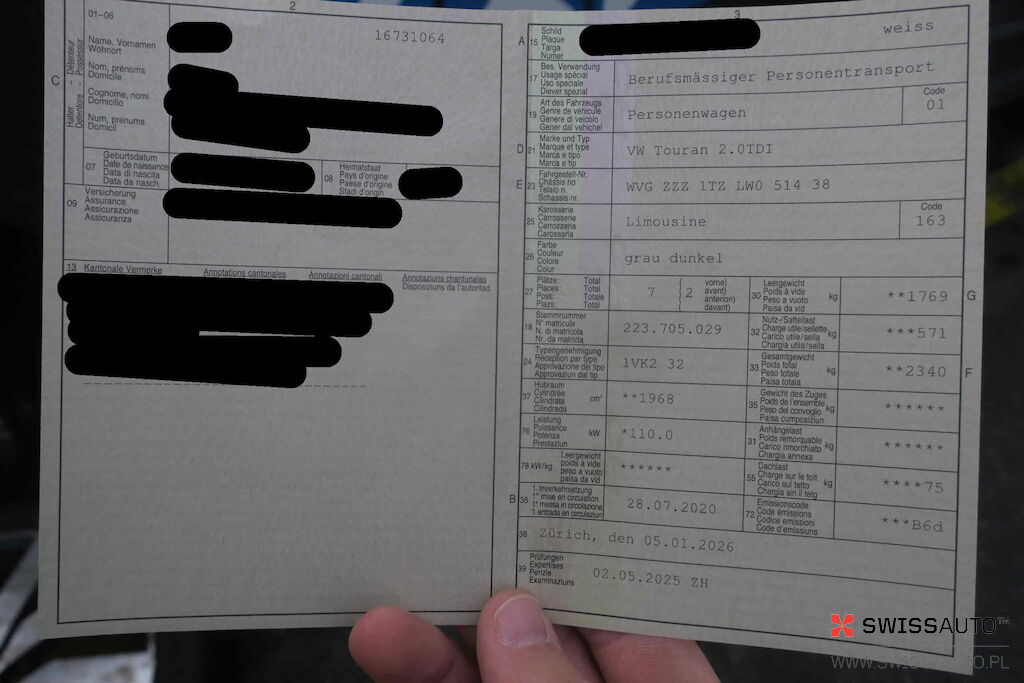 2
01-06
Halter - Détenteur
Detentore - Possessur
C
Name, Vornamen
Wohnort
Nom, prénoms
Domicile
Cognome, nomi
Domicilio
Num, prenums
Domicil
16731064
07
Geburtsdatum
Date de naissance
Data di nascita
Data da nasch.
08
Heimatstaat
Pays d'origine
Paese d'origine
Stadi d'origin
09
Versicherung
Assurance
Assicurazione
Assicuranza
13 Kantonale Vermerke
Annotations cantonales
Annotazioni cantonali
Annotaziuns chantunalas
Disposiziuns da l'autoritad
3
A 15
Schild
Plaque
Targa
Numer
weiss
17
Bes. Verwendung
Usage spécial
Uso speciale
Diever spezial
Berufsmässiger Personentransport
19
Art des Fahrzeugs
Genre de véhicule
Genere di veicolo
Gener dal vehichel
Personenwagen
Code
01
D 21
Marke und Typ
Marque et type
Marca e tipo
Marca e tip
VW Touran 2.0TDI
E 23
Fahrgestell-Nr.
Châssis no
Telaio n.
Schassis nr.
WVG ZZZ 1TZ LW0 514 38
25
Karosserie
Carrosserie
Carrozzeria
Carossaria
Limousine
Code
163
26
Farbe
Couleur
Colore
Colur
grau dunkel
27
Plätze: Total
Places: Total
Posti: Totale
Plazs: Total
7
2
vorne)
avant)
anteriori)
davant)
30
Leergewicht
Poids à vide
Peso a vuoto
Paisa da vid
kg
**1769
G
18
Stammnummer
N° matricule
N. di matricola
Nr. da matricla
223.705.029
32
Nutz-/Sattellast
Charge utile/sellette
Carico utile/sella
Chargia utila/sella
kg
***571
24
Typengenehmigung
Réception par type
Approvazione del tipo
Approvaziun dal tip
1VK2 32
33
Gesamtgewicht
Poids total
Peso totale
Paisa totala
kg
**2340
F
37
Hubraum
Cylindrée
Cilindrata
Cilindrada
cm³
**1968
35
Gewicht des Zuges
Poids de l'ensemble
Peso del convoglio
Paisa cumposiziun
kg
******
76
Leistung
Puissance
Potenza
Prestaziun
kW
*110.0
31
Anhängelast
Poids remorquable
Carico rimorchiato
Chargia annexa
kg
******
78 kW/kg
Leergewicht
poids à vide
peso a vuoto
paisa da vid
******
55
Dachlast
Charge sur le toit
Carico sul tetto
Chargia sin il tetg
kg
****75
B 36
1. Inverkehrsetzung
1re mise en circulation
1a messa in circolazione
1. entrada en circulaziun
28.07.2020
72
Emissionscode
Code émissions
Codice emissioni
Code d'emissiuns
***B6d
38
Zürich, den 05.01.2026
39
Prüfungen
Expertises
Perizie
Examinaziuns
02.05.2025 ZH
SWISSAUTO™
WWW.SWISSAUTO.PL